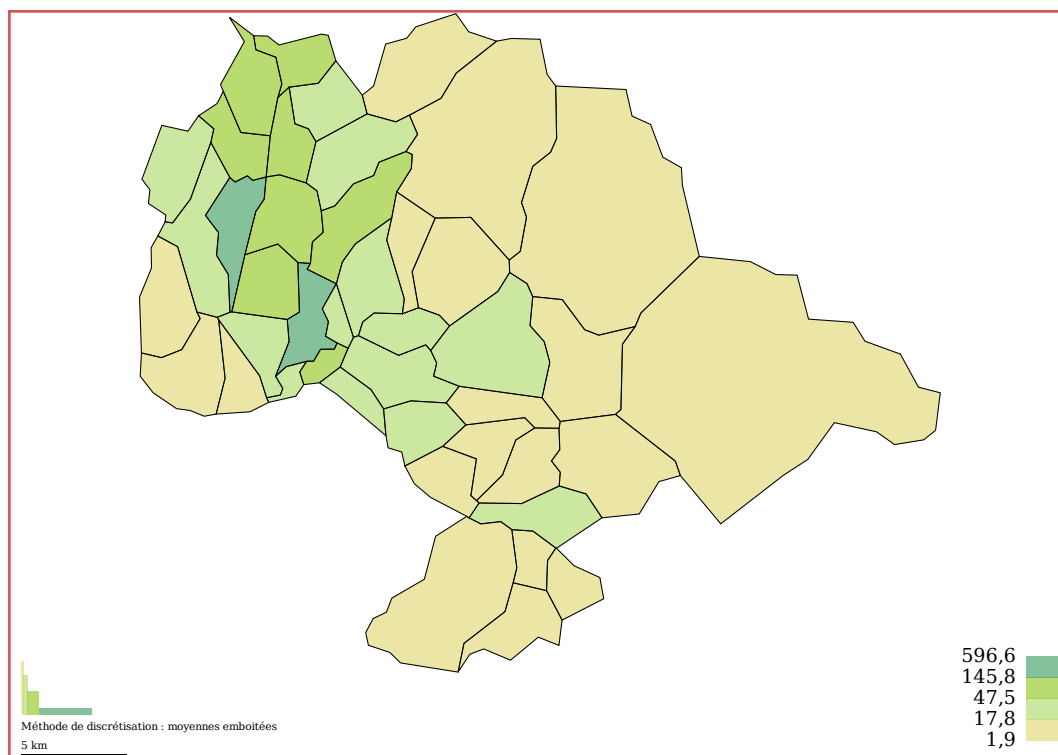 596,6
145,8
47,5
17,8
1,9
Méthode de discrétisation : moyennes emboitées
5 km